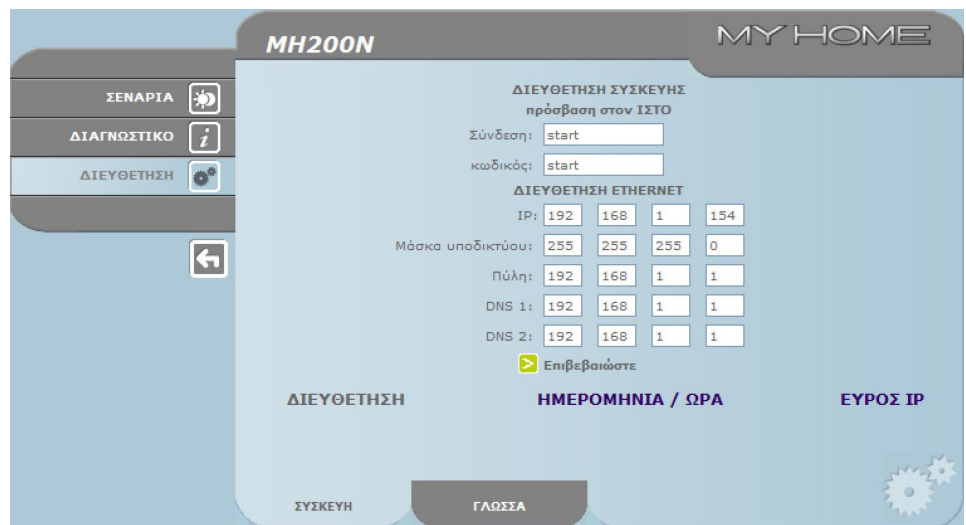 MH200N
MY HOME
ΣΕΝΑΡΙΑ
ΔΙΑΓΝΩΣΤΙΚΟ
ΔΙΕΥΘΕΤΗΣΗ
ΔΙΕΥΘΕΤΗΣΗ ΣΥΣΚΕΥΗΣ
πρόσβαση στον ΙΣΤΟ
Σύνδεση: start
κωδικός: start
ΔΙΕΥΘΕΤΗΣΗ ETHERNET
IP: 192 168 1 154
Μάσκα υποδικτύου: 255 255 255 0
Πύλη: 192 168 1 1
DNS 1: 192 168 1 1
DNS 2: 192 168 1 1
> Επιβεβαιώστε
ΔΙΕΥΘΕΤΗΣΗ ΗΜΕΡΟΜΗΝΙΑ / ΩΡΑ ΕΥΡΟΣ IP
ΣΥΣΚΕΥΗ ΓΛΩΣΣΑ